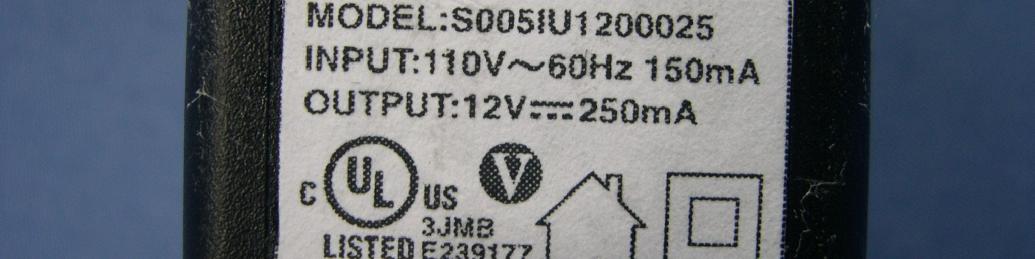 MODEL:S005IU1200025
INPUT:110V～60Hz 150mA
OUTPUT:12V⎓250mA
C UL US V
3JMB
LISTED E239177